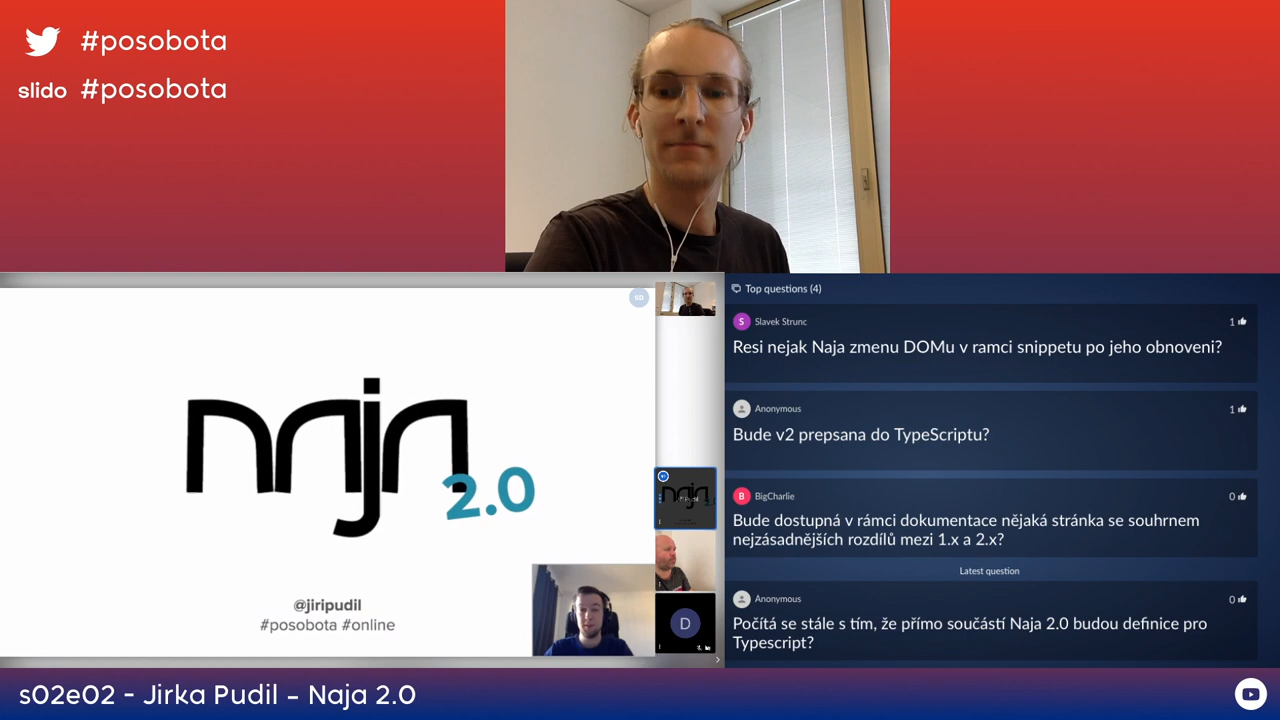 #posobota
slido #posobota
SD
naja
2.0
@jiripudil
#posobota #online
D
Top questions (4)
S Slavek Strunc 1
Resi nejak Naja zmenu DOMu v ramci snippetu po jeho obnoveni?
Anonymous 1
Bude v2 prepsana do TypeScriptu?
B BigCharlie 0
Bude dostupná v rámci dokumentace nějaká stránka se souhrnem
nejzásadnějších rozdílů mezi 1.x a 2.x?
Latest question
Anonymous 0
Počítá se stále s tím, že přímo součástí Naja 2.0 budou definice pro
Typescript?
s02e02 - Jirka Pudil – Naja 2.0